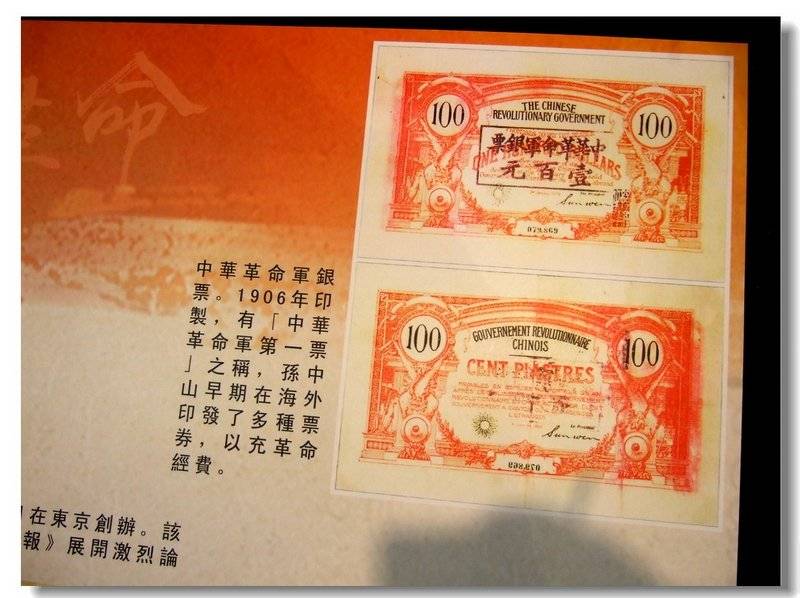 革命
中華革命軍銀
票。1906年印
製，有「中華
革命軍第一票
」之稱，孫中
山早期在海外
印發了多種票
券，以充革命
經費。
在東京創辦。該
報》展開激烈論
100
THE CHINESE
REVOLUTIONARY GOVERNMENT
100
票銀軍命革華中
元百壹
Sun wen
079.869
100
GOUVERNEMENT REVOLUTIONNAIRE
CHINOIS
100
CENT PIASTRES
Sun wen
079.869